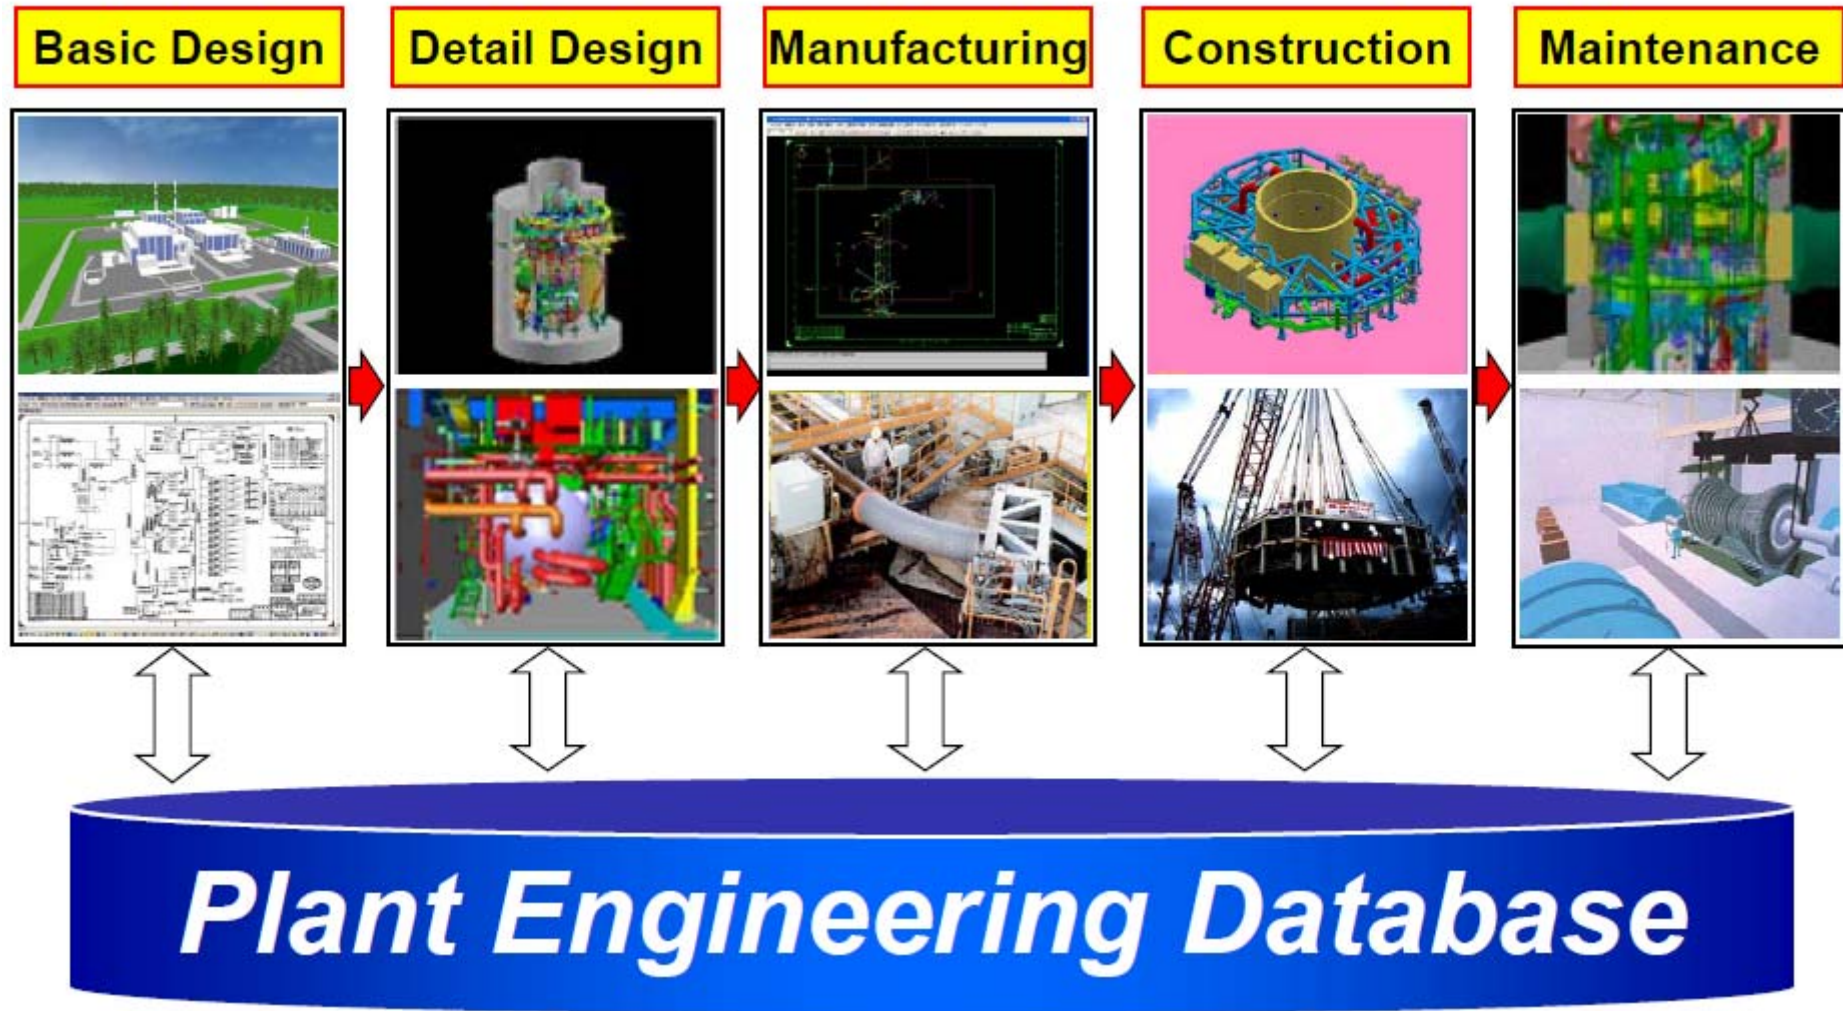 Basic Design
Detail Design
Manufacturing
Construction
Maintenance
Plant Engineering Database